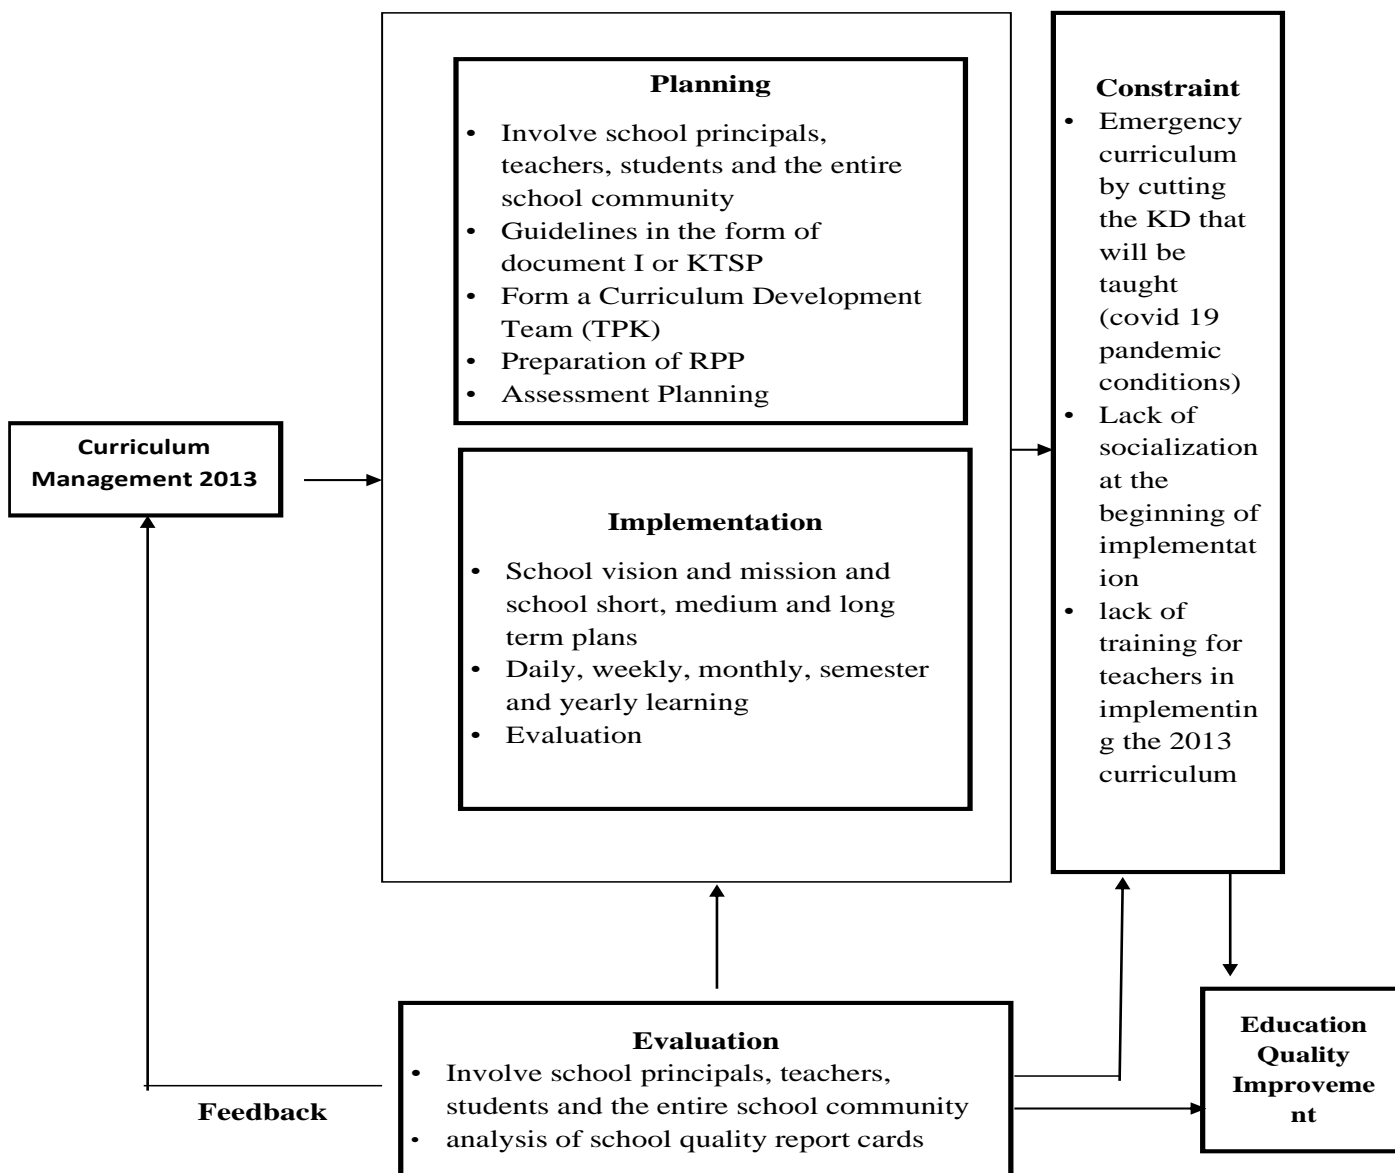 Curriculum
Management 2013
Planning
• Involve school principals,
teachers, students and the entire
school community
• Guidelines in the form of
document I or KTSP
• Form a Curriculum Development
Team (TPK)
• Preparation of RPP
• Assessment Planning
Implementation
• School vision and mission and
school short, medium and long
term plans
• Daily, weekly, monthly, semester
and yearly learning
• Evaluation
Constraint
• Emergency
curriculum
by cutting
the KD that
will be
taught
(covid 19
pandemic
conditions)
• Lack of
socialization
at the
beginning of
implementat
ion
• lack of
training for
teachers in
implementin
g the 2013
curriculum
Evaluation
• Involve school principals, teachers,
students and the entire school community
• analysis of school quality report cards
Feedback
Education
Quality
Improveme
nt